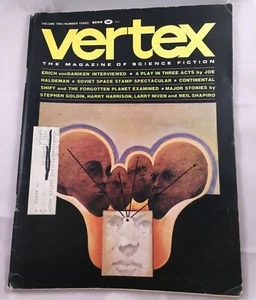 VOLUME TWO/NUMBER THREE
vertex
THE MAGAZINE OF SCIENCE FICTION
ERICH vonDANIKEN INTERVIEWED ★ A PLAY IN THREE ACTS by JOE
HALDEMAN ★ SOVIET SPACE STAMP SPECTACULAR ★ CONTINENTAL
SHIFT and THE FORGOTTEN PLANET EXAMINED ★ MAJOR STORIES by
STEPHEN GOLDIN, HARRY HARRISON, LARRY NIVEN and NEIL SHAPIRO